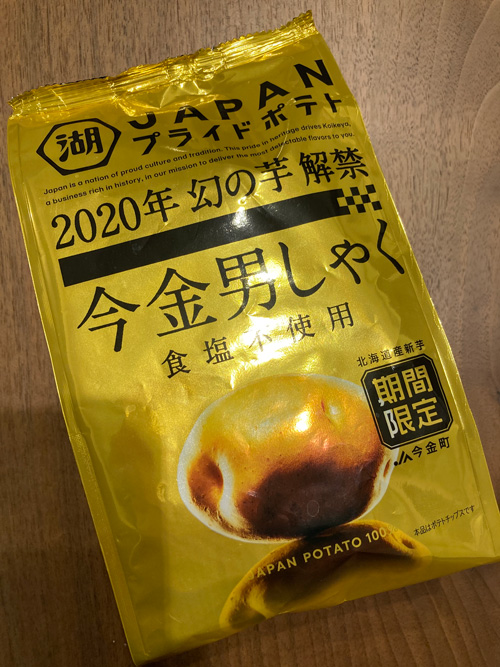 湖
JAPAN
プライドポテト
Japan is a nation of proud culture and tradition. This pride in heritage drives Koikeya,
a business rich in history, in our mission to deliver the most delectable flavors to you.
2020年 幻の芋 解禁
今金男しゃく
食塩不使用
北海道産新芋
期間
限定
JA今金町
JAPAN POTATO 100
本品はポテトチップスです